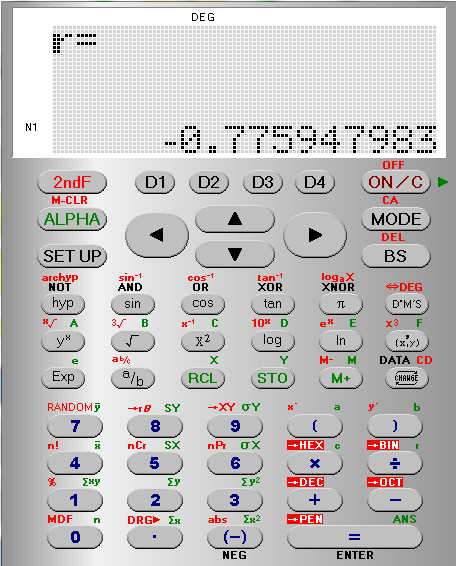 DEG
r=
N1
-0.775947983
OFF
2ndF D1 D2 D3 D4 ON/C
M-CLR CA
ALPHA ◄ ▲ ► MODE
DEL
SET UP ▼ BS
archyp sin⁻¹ cos⁻¹ tan⁻¹ logₐX ⇔DEG
NOT AND OR XOR XNOR
hyp sin cos tan π D°M'S
ˣ√ A ³√ B x⁻¹ C 10ˣ D eˣ E x³ F
yˣ √ X² log ln (x,y)
e ab/c X Y M- M DATA CD
Exp a/b RCL STO M+ CHANGE
RANDOM ȳ →rθ SY →XY σY x' a y' b
7 8 9 ( )
n! x̄ nCr SX nPr σX →HEX c →BIN r
4 5 6 × ÷
% Σxy Σy Σy² →DEC →OCT
1 2 3 + −
MDF n DRG► Σx abs Σx² →PEN ANS
0 · (−) =
NEG ENTER